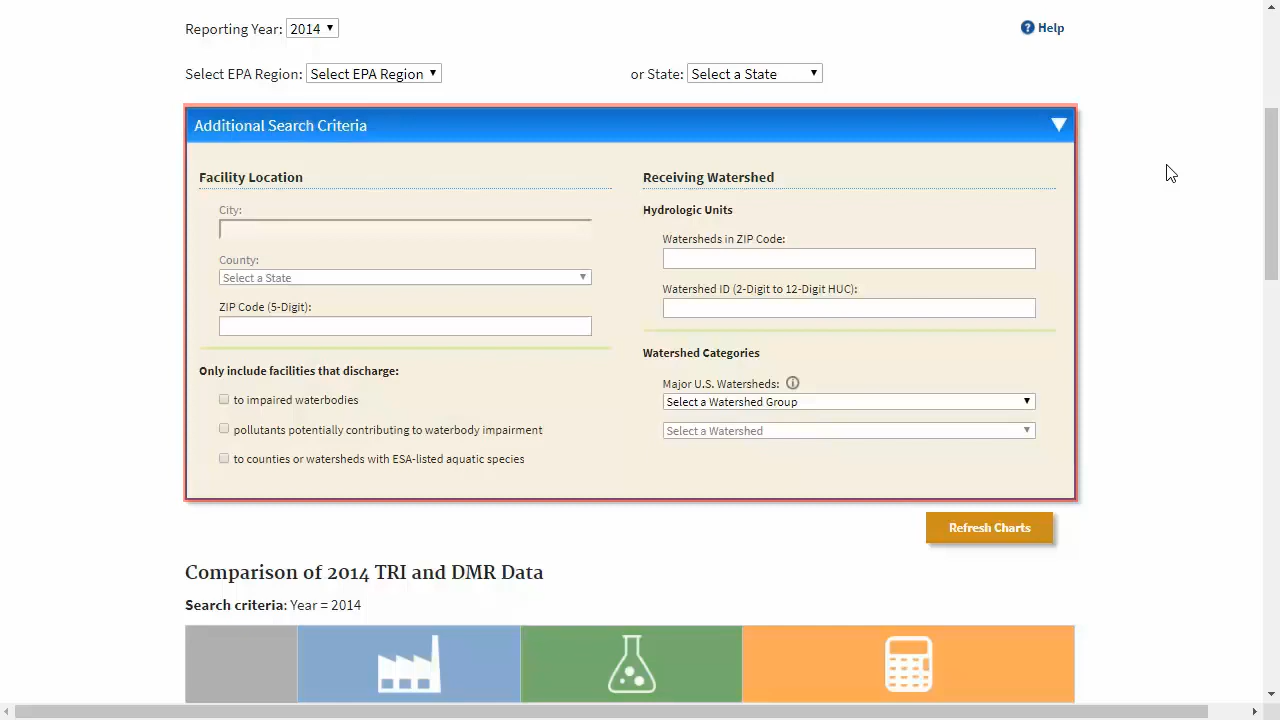 Reporting Year: 2014
Help
Select EPA Region: Select EPA Region
or State: Select a State
Additional Search Criteria
Facility Location
City:
County:
Select a State
ZIP Code (5-Digit):
Only include facilities that discharge:
to impaired waterbodies
pollutants potentially contributing to waterbody impairment
to counties or watersheds with ESA-listed aquatic species
Receiving Watershed
Hydrologic Units
Watersheds in ZIP Code:
Watershed ID (2-Digit to 12-Digit HUC):
Watershed Categories
Major U.S. Watersheds:
Select a Watershed Group
Select a Watershed
Refresh Charts
Comparison of 2014 TRI and DMR Data
Search criteria: Year = 2014